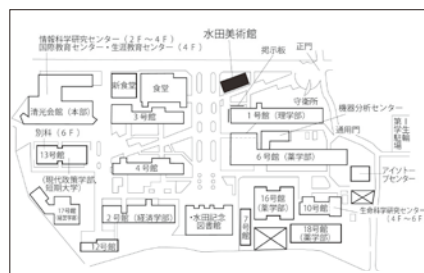 情報科学研究センター（2F～4F）
国際教育センター・生涯教育センター（4F）
水田美術館
掲示板
正門
新食堂
食堂
守衛所
機器分析センター
清光会館（本部）
3号館
1号館（理学部）
通用門
第1学生駐輪場
別科（6F）
13号館
6号館（薬学部）
4号館
アイソトープセンター
（現代政策学部、
短期大学）
17号館
2号館（経済学部）
水田記念
図書館
7号館
16号館
（薬学部）
10号館
生命科学研究センター
（4F～6F）
12号館
18号館
（薬学部）